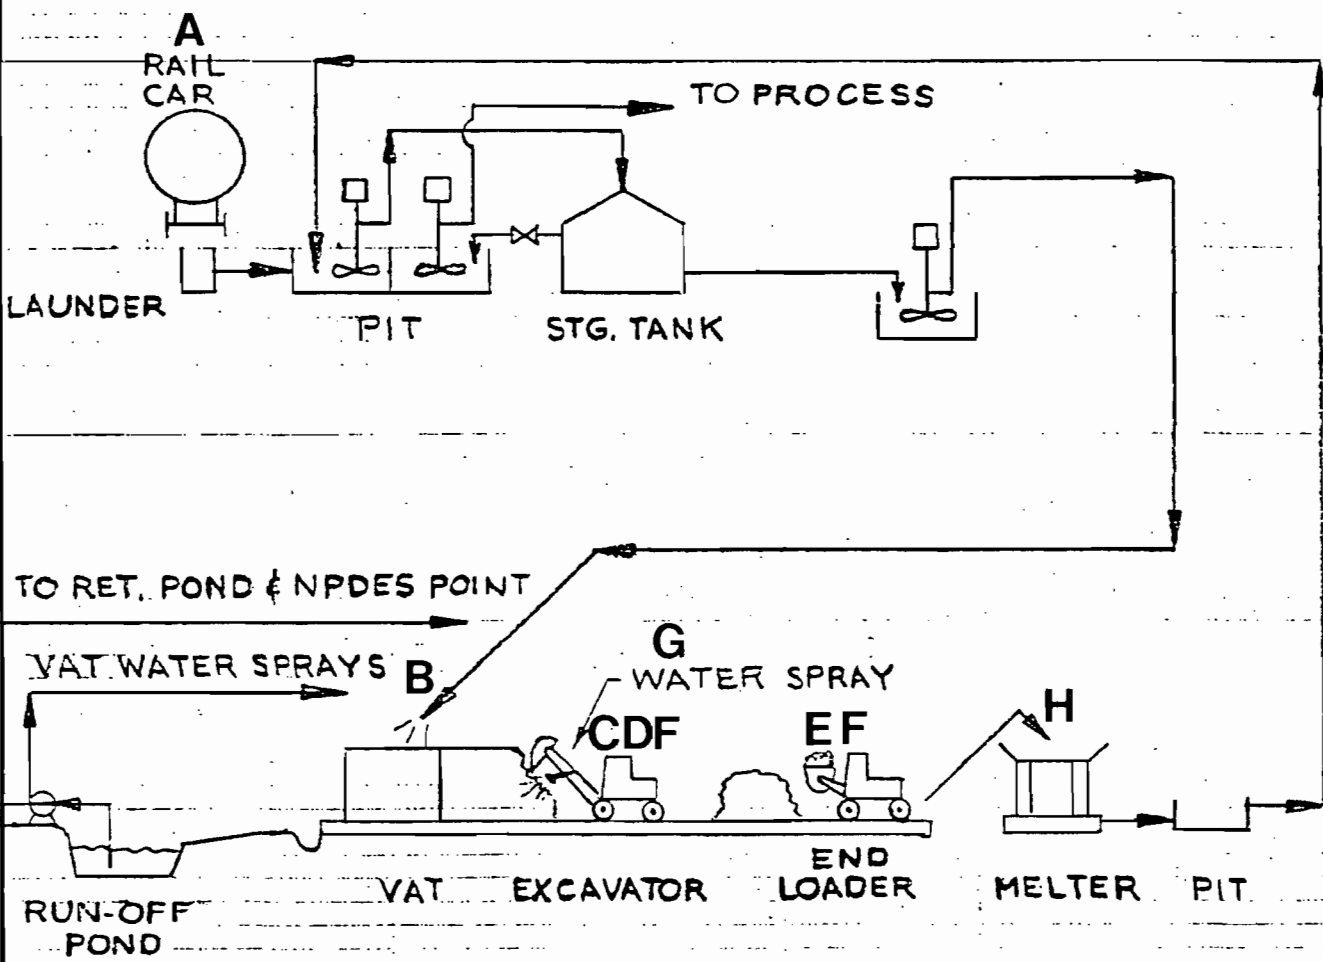 A
RAIL
CAR
TO PROCESS
LAUNDER
PIT
STG. TANK
TO RET. POND & NPDES POINT
VAT WATER SPRAYS
B
G
WATER SPRAY
CDF
EF
H
VAT
EXCAVATOR
END
LOADER
MELTER
PIT
RUN-OFF
POND